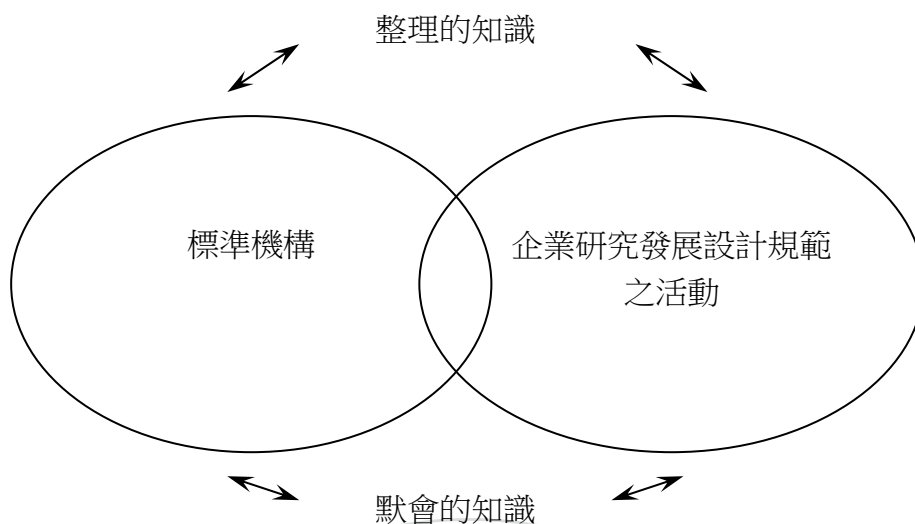 整理的知識
標準機構
企業研究發展設計規範
之活動
默會的知識